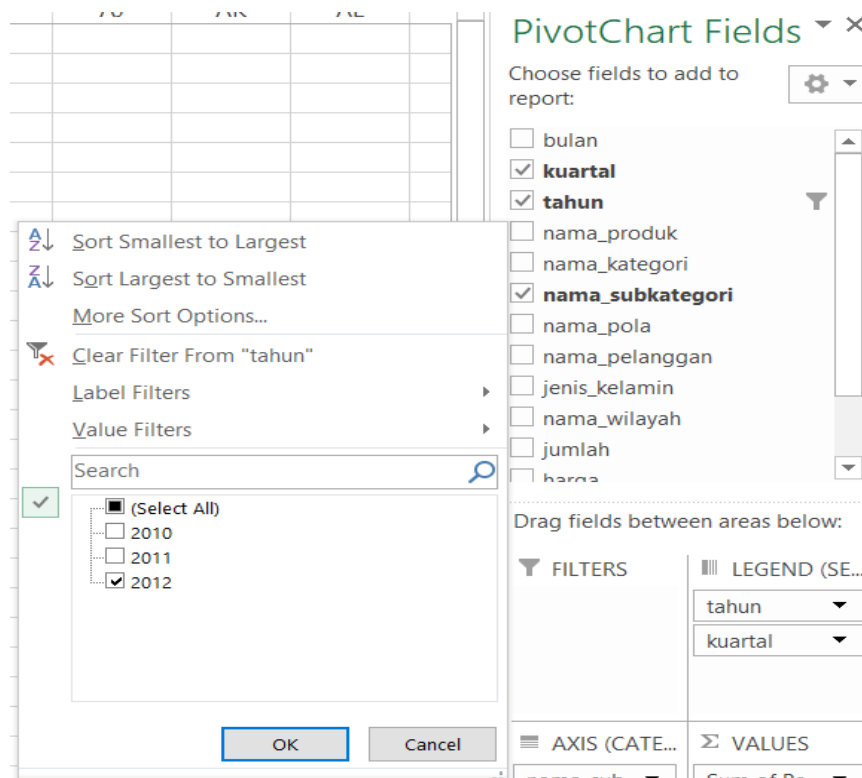 PivotChart Fields
Choose fields to add to
report:
bulan
kuartal
tahun
nama_produk
nama_kategori
nama_subkategori
nama_pola
nama_pelanggan
jenis_kelamin
nama_wilayah
jumlah
harga
Sort Smallest to Largest
Sort Largest to Smallest
More Sort Options...
Clear Filter From "tahun"
Label Filters
Value Filters
Search
(Select All)
2010
2011
2012
OK
Cancel
Drag fields between areas below:
FILTERS
LEGEND (SE...
tahun
kuartal
AXIS (CATE...
VALUES